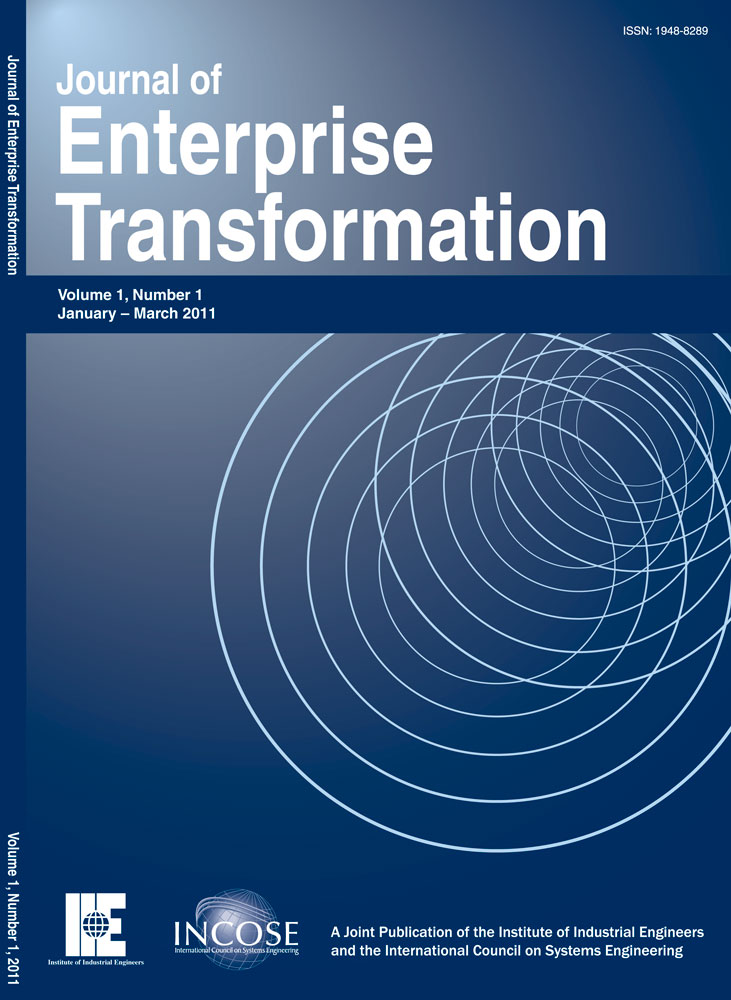 ISSN: 1948-8289
Journal of Enterprise Transformation
Journal of
Enterprise
Transformation
Volume 1, Number 1
January – March 2011
Volume 1, Number 1, 2011
IIE
Institute of Industrial Engineers
INCOSE
International Council on Systems Engineering
A Joint Publication of the Institute of Industrial Engineers
and the International Council on Systems Engineering